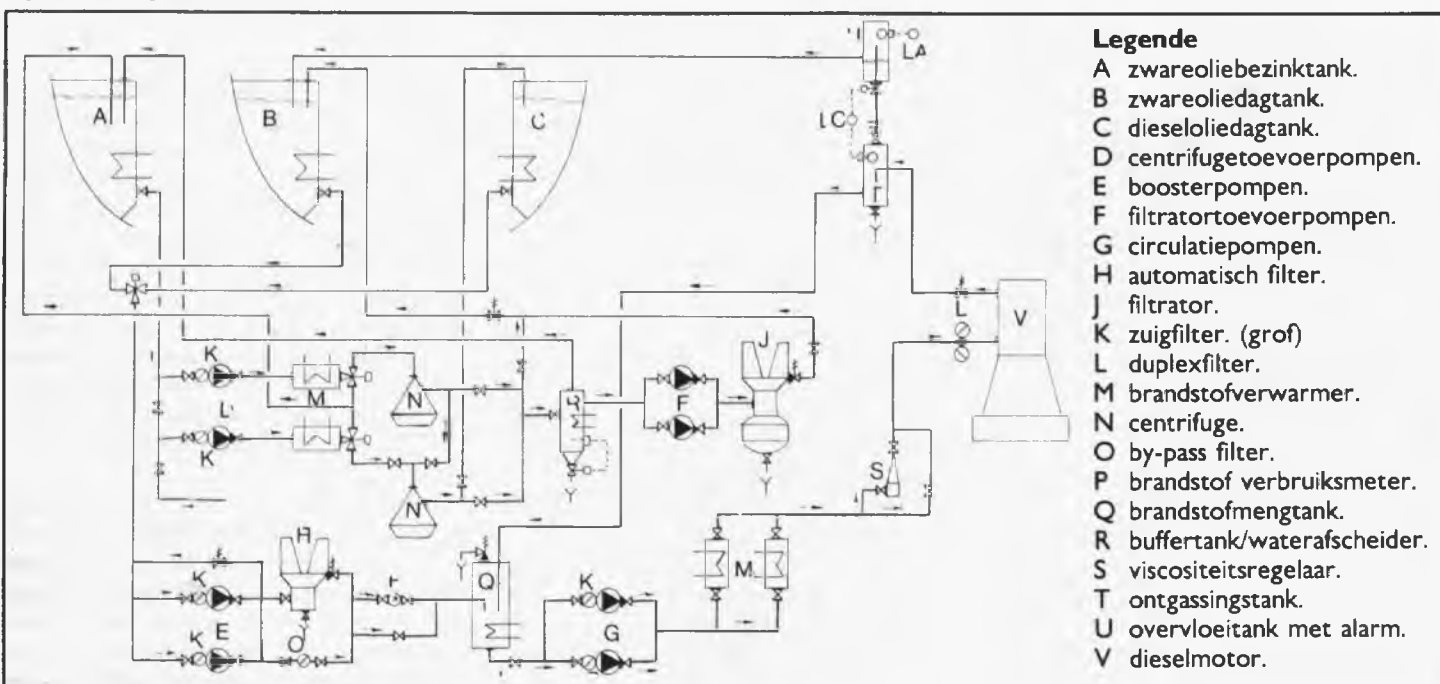 LA
A
B
C
LC
L
V
K
M
N
J
F
K
N
S
H
Q
K
M
K
E
O
K
G
Legende
A zwareoliebezinktank.
B zwareoliedagtank.
C dieseloliedagtank.
D centrifugetoevoerpompen.
E boosterpompen.
F filtratortoevoerpompen.
G circulatiepompen.
H automatisch filter.
J filtrator.
K zuigfilter. (grof)
L duplexfilter.
M brandstofverwarmer.
N centrifuge.
O by-pass filter.
P brandstof verbruiksmeter.
Q brandstofmengtank.
R buffertank/waterafscheider.
S viscositeitsregelaar.
T ontgassingstank.
U overvloeitank met alarm.
V dieselmotor.